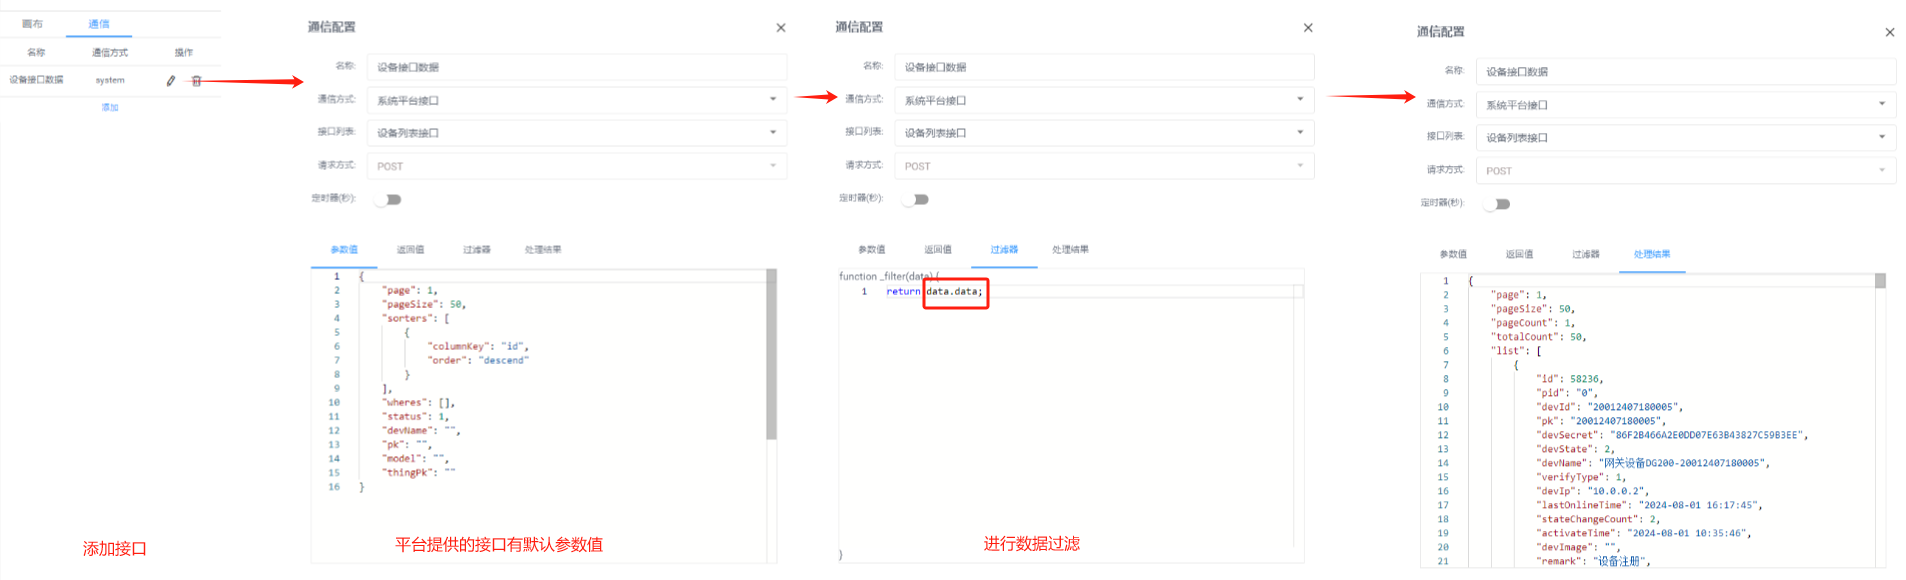 画布 通信
名称 通信方式 操作
设备接口数据 system
添加
添加接口
通信配置
名称: 设备接口数据
通信方式: 系统平台接口
接口列表: 设备列表接口
请求方式: POST
定时器(秒):
参数值 返回值 过滤器 处理结果
1 {
2 "page": 1,
3 "pageSize": 50,
4 "sorters": [
5 {
6 "columnKey": "id",
7 "order": "descend"
8 }
9 ],
10 "wheres": [],
11 "status": 1,
12 "devName": "",
13 "pk": "",
14 "model": "",
15 "thingPk": ""
16 }
平台提供的接口有默认参数值
通信配置
名称: 设备接口数据
通信方式: 系统平台接口
接口列表: 设备列表接口
请求方式: POST
定时器(秒):
参数值 返回值 过滤器 处理结果
function _filter(data) {
1 return data.data;
}
进行数据过滤
通信配置
名称: 设备接口数据
通信方式: 系统平台接口
接口列表: 设备列表接口
请求方式: POST
定时器(秒):
参数值 返回值 过滤器 处理结果
1 {
2 "page": 1,
3 "pageSize": 50,
4 "pageCount": 1,
5 "totalCount": 50,
6 "list": [
7 {
8 "id": 58236,
9 "pid": "0",
10 "devId": "20012407180005",
11 "pk": "20012407180005",
12 "devSecret": "86F2B466A2E0DD07E63B43827C59B3EE",
13 "devState": 2,
14 "devName": "网关设备DG200-20012407180005",
15 "verifyType": 1,
16 "devIp": "10.0.0.2",
17 "lastOnlineTime": "2024-08-01 16:17:45",
18 "stateChangeCount": 2,
19 "activateTime": "2024-08-01 10:35:46",
20 "devImage": "",
21 "remark": "设备注册",